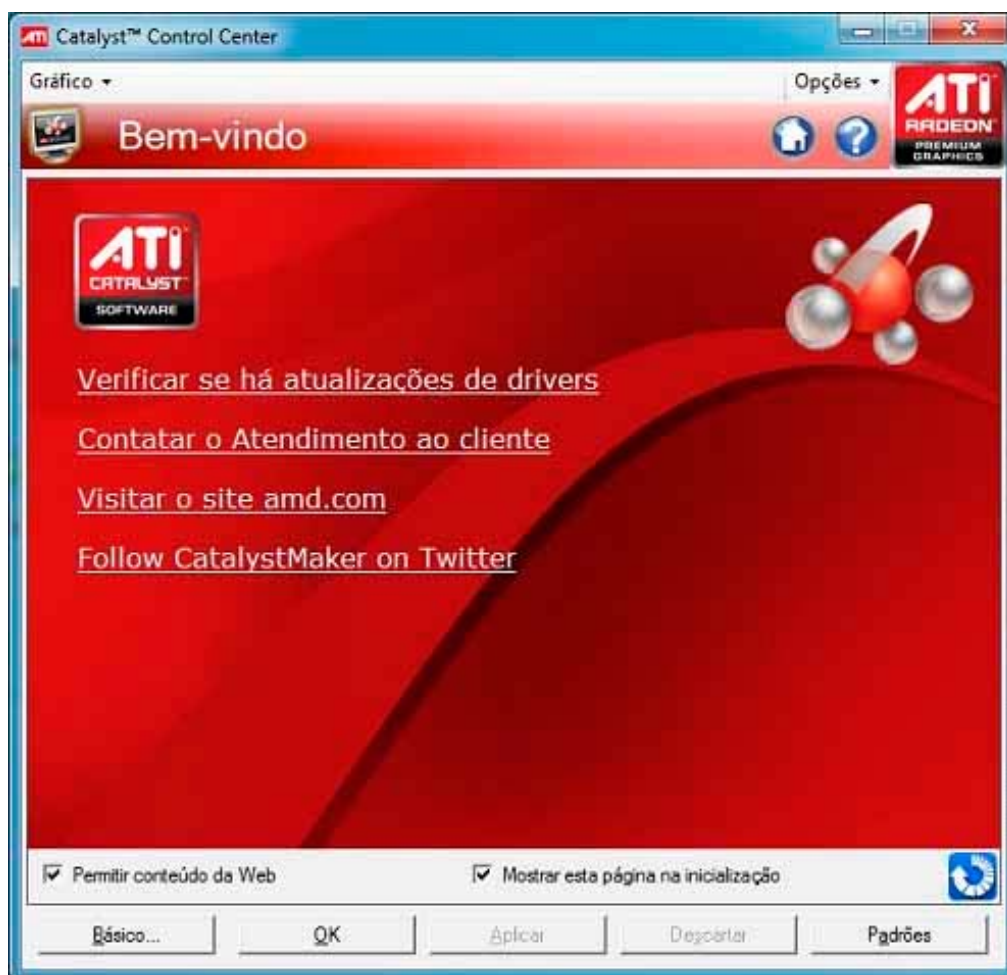 ATI Catalyst™ Control Center
Gráfico Opções
ATI
RADEON
PREMIUM
GRAPHICS
Bem-vindo
?
ATI
CATALYST™
SOFTWARE
Verificar se há atualizações de drivers
Contatar o Atendimento ao cliente
Visitar o site amd.com
Follow CatalystMaker on Twitter
Permitir conteúdo da Web Mostrar esta página na inicialização
Básico... OK Aplicar Descartar Padrões